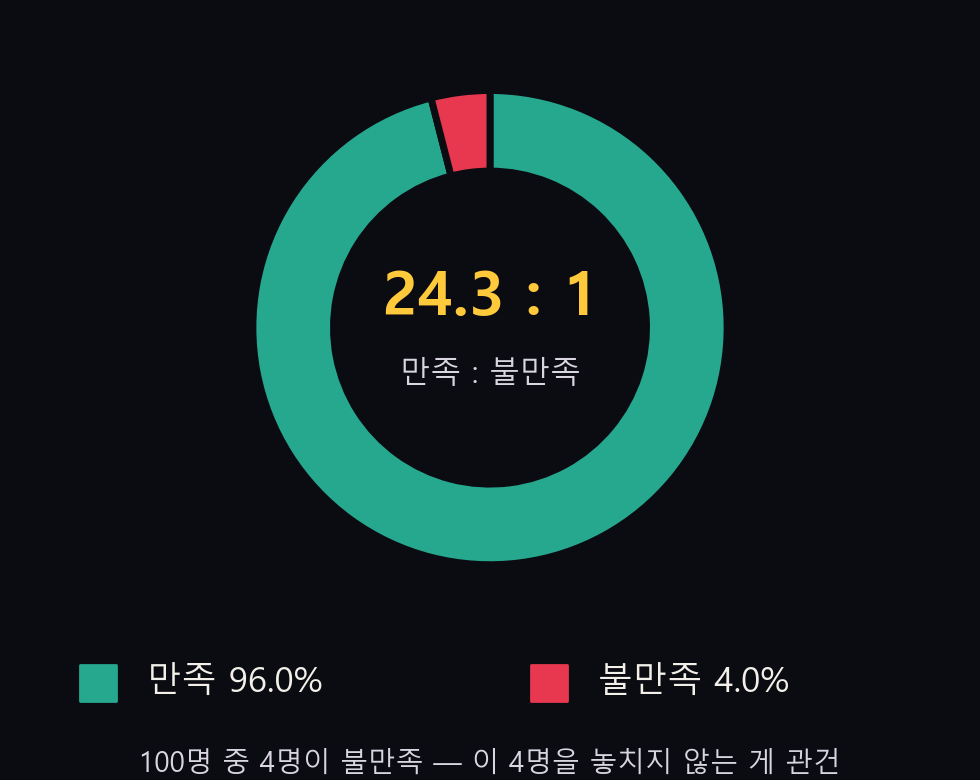 24.3 : 1
만족 : 불만족
만족 96.0%
불만족 4.0%
100명 중 4명이 불만족 — 이 4명을 놓치지 않는 게 관건